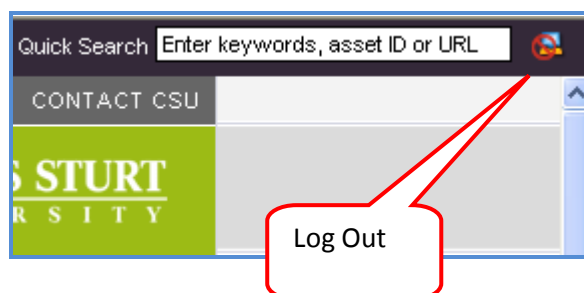 Quick Search Enter keywords, asset ID or URL
CONTACT CSU
S STURT
R S I T Y
Log Out